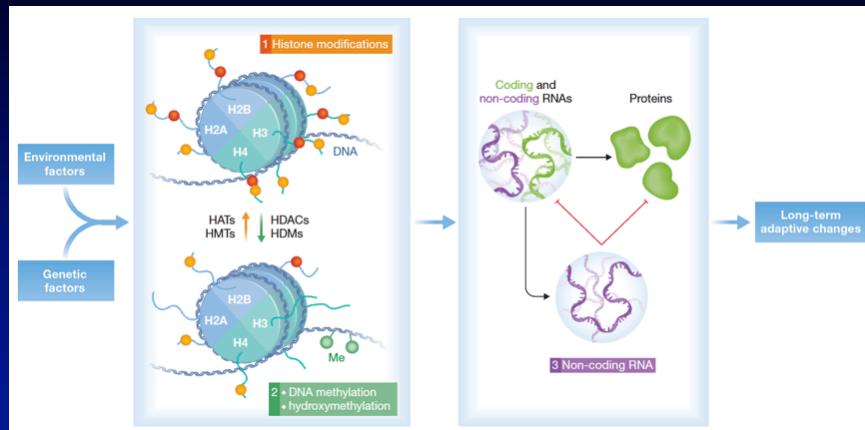 1 Histone modifications
H2B
H2A
H3
H4
DNA
Environmental
factors
Genetic
factors
HATs
HMTs
HDACs
HDMs
H2B
H2A
H3
H4
Me
2 • DNA methylation
• hydroxymethylation
Coding and
non-coding RNAs
Proteins
3 Non-coding RNA
Long-term
adaptive changes